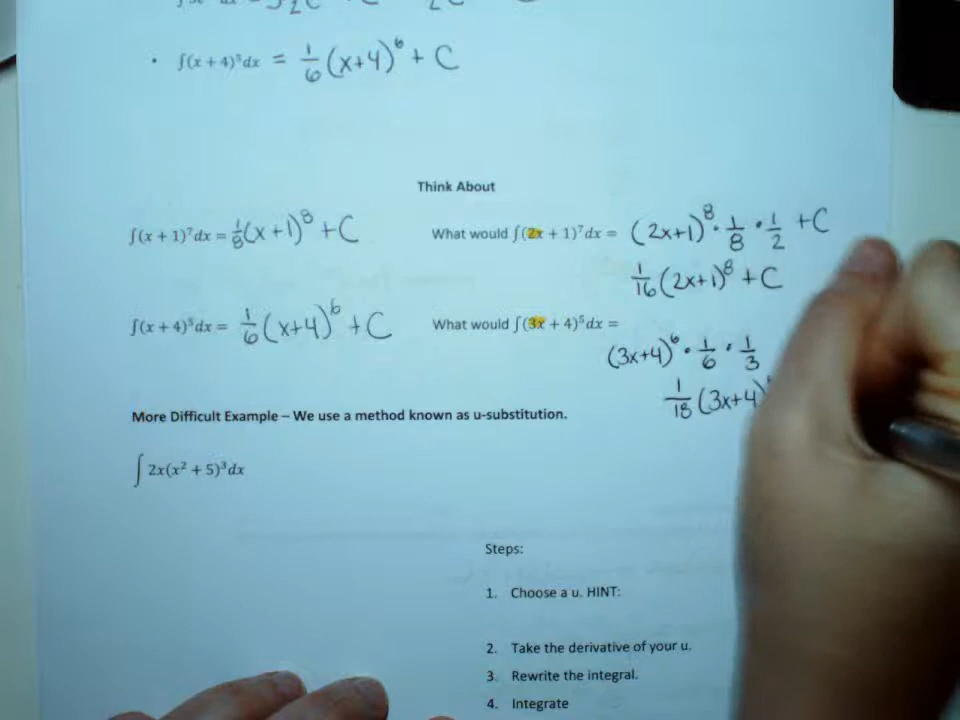 • ∫(x + 4)⁵dx = 1/6 (x+4)⁶ + C
Think About
∫(x + 1)⁷dx = 1/8 (x+1)⁸ + C What would ∫(2x + 1)⁷dx = (2x+1)⁸ · 1/8 · 1/2 + C
1/16 (2x+1)⁸ + C
∫(x + 4)⁵dx = 1/6 (x+4)⁶ + C What would ∫(3x + 4)⁵dx =
(3x+4)⁶ · 1/6 · 1/3
1/18 (3x+4)
More Difficult Example – We use a method known as u-substitution.
∫ 2x(x² + 5)³dx
Steps:
1. Choose a u. HINT:
2. Take the derivative of your u.
3. Rewrite the integral.
4. Integrate